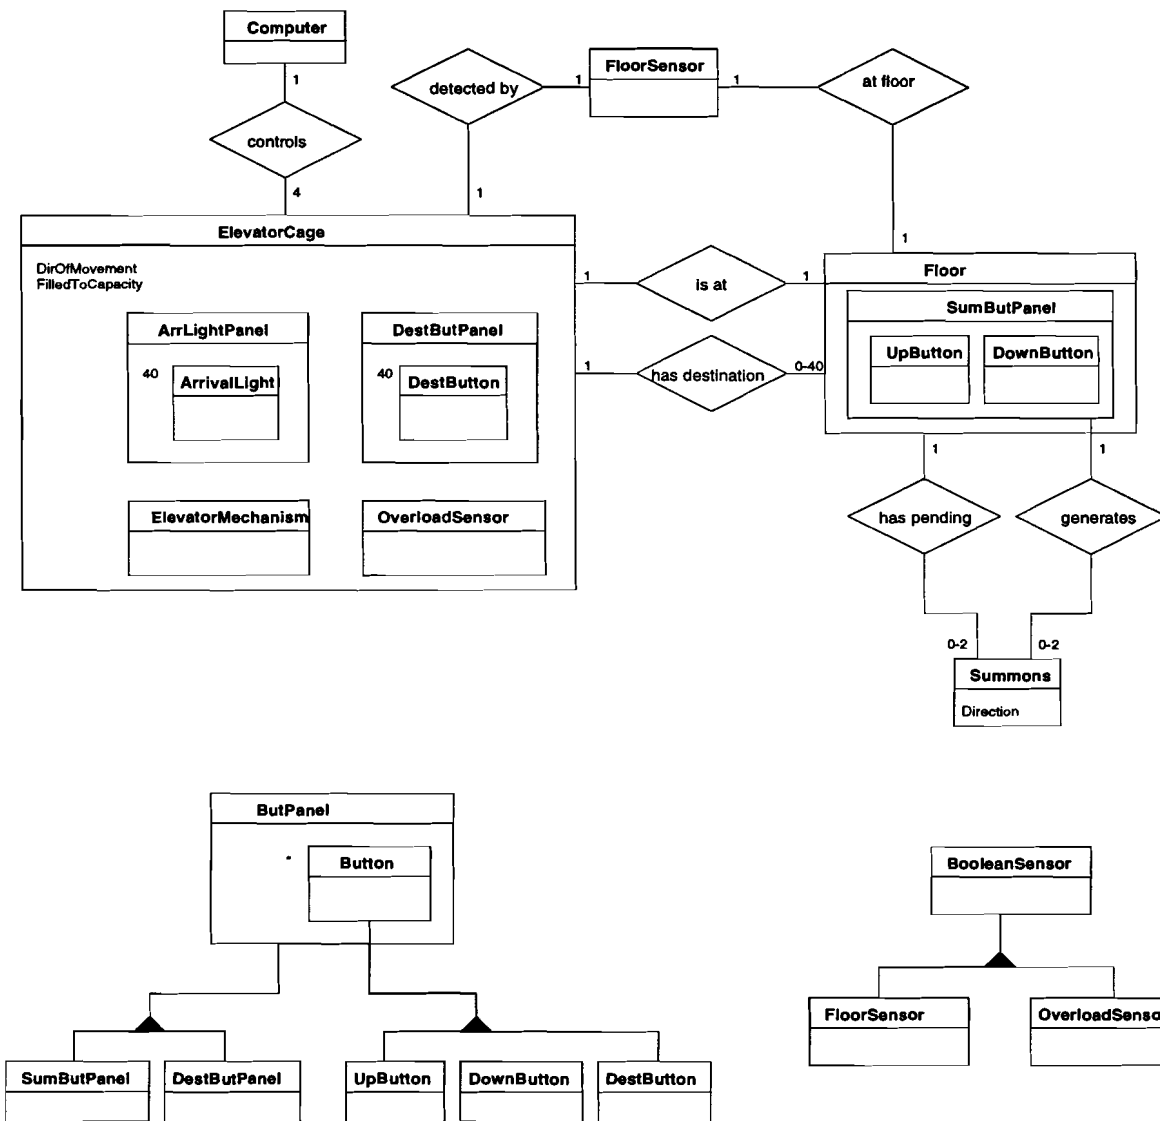 Computer
1
controls
4
detected by
1
FloorSensor
1
at floor
1
1
ElevatorCage
DirOfMovement
FilledToCapacity
ArrLightPanel
40
ArrivalLight
DestButPanel
40
DestButton
ElevatorMechanism
OverloadSensor
1
is at
1
1
has destination
0-40
Floor
SumButPanel
UpButton
DownButton
1
1
has pending
generates
0-2
0-2
Summons
Direction
ButPanel
Button
SumButPanel
DestButPanel
UpButton
DownButton
DestButton
BooleanSensor
FloorSensor
OverloadSensor